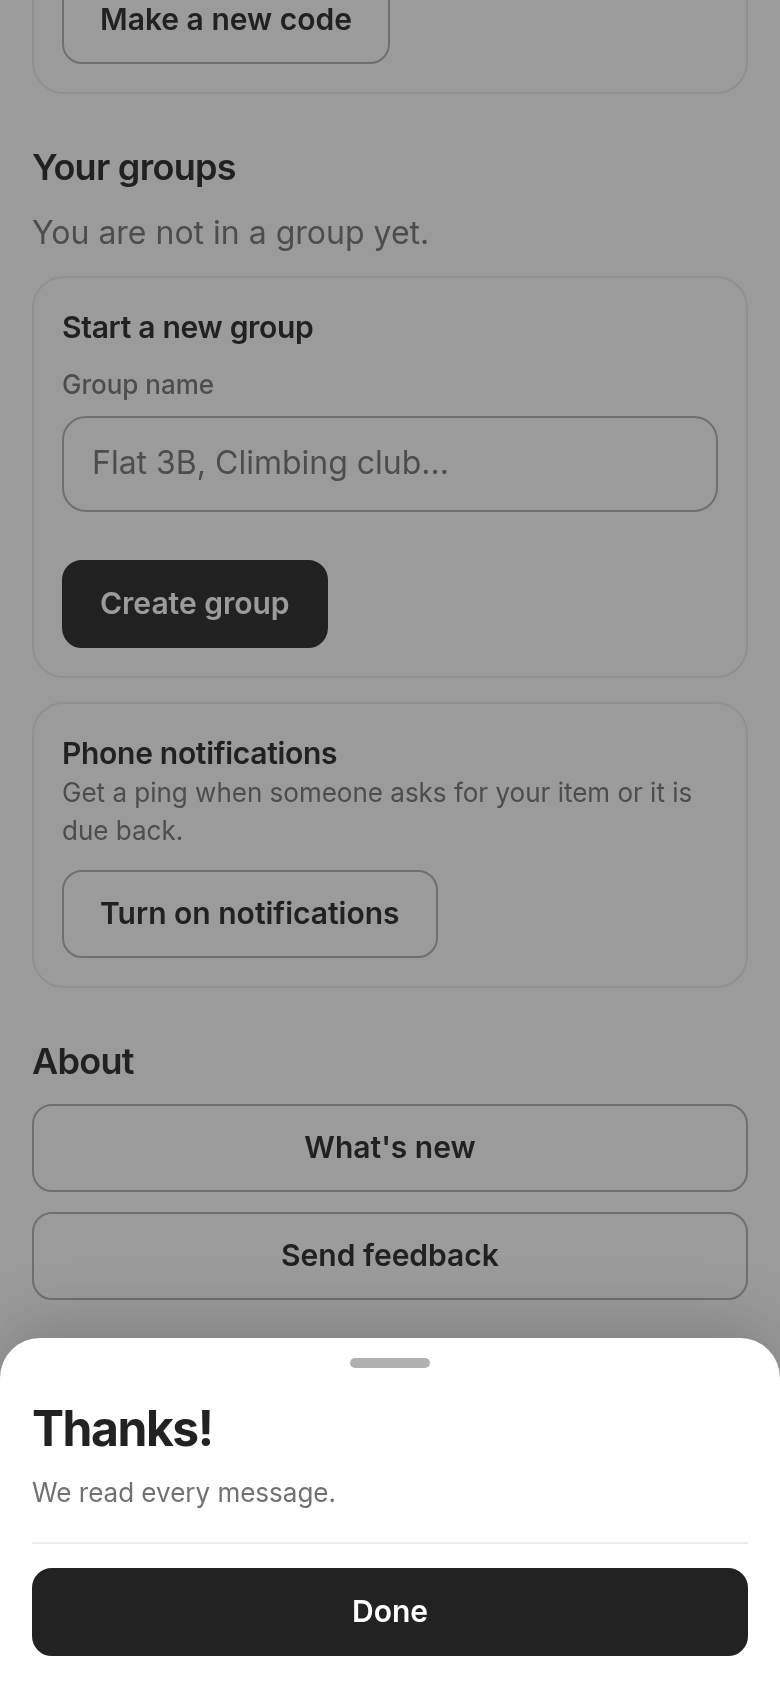 Make a new code
Your groups
You are not in a group yet.
Start a new group
Group name
Flat 3B, Climbing club...
Create group
Phone notifications
Get a ping when someone asks for your item or it is
due back.
Turn on notifications
About
What's new
Send feedback
Thanks!
We read every message.
Done